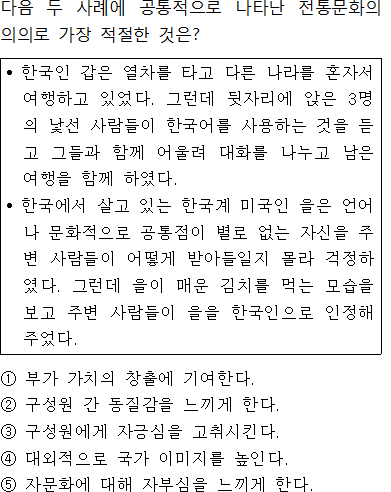 다음 두 사례에 공통적으로 나타난 전통문화의
의의로 가장 적절한 것은?
• 한국인 갑은 열차를 타고 다른 나라를 혼자서
여행하고 있었다. 그런데 뒷자리에 앉은 3명
의 낯선 사람들이 한국어를 사용하는 것을 듣
고 그들과 함께 어울려 대화를 나누고 남은
여행을 함께 하였다.
• 한국에서 살고 있는 한국계 미국인 을은 언어
나 문화적으로 공통점이 별로 없는 자신을 주
변 사람들이 어떻게 받아들일지 몰라 걱정하
였다. 그런데 을이 매운 김치를 먹는 모습을
보고 주변 사람들이 을을 한국인으로 인정해
주었다.
① 부가 가치의 창출에 기여한다.
② 구성원 간 동질감을 느끼게 한다.
③ 구성원에게 자긍심을 고취시킨다.
④ 대외적으로 국가 이미지를 높인다.
⑤ 자문화에 대해 자부심을 느끼게 한다.